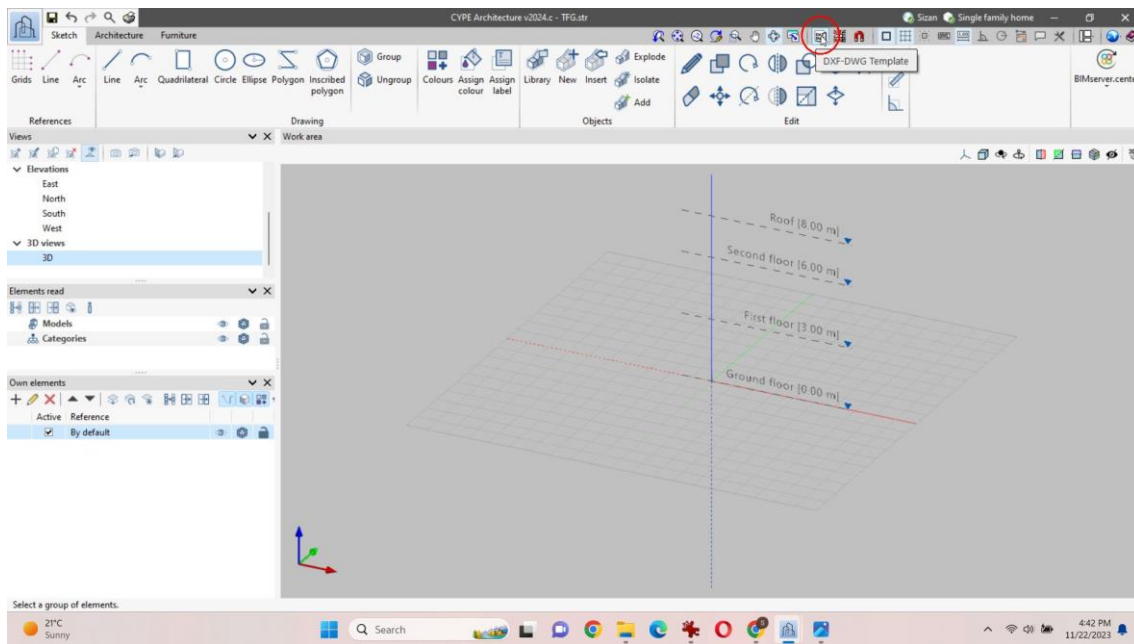 CYPE Architecture v2024.c - TFG.str
Sizan
Single family home
Sketch
Architecture
Furniture
DXF-DWG Template
Grids
Line
Arc
Line
Arc
Quadrilateral
Circle
Ellipse
Polygon
Inscribed
polygon
Group
Ungroup
Colours
Assign
colour
Assign
label
Library
New
Insert
Explode
Isolate
Add
BIMserver.cente
References
Drawing
Objects
Edit
Views
Work area
Elevations
East
North
South
West
3D views
3D
Elements read
Models
Categories
Own elements
Active
Reference
By default
Roof [8.00 m]
Second floor [6.00 m]
First floor [3.00 m]
Ground floor [0.00 m]
Select a group of elements.
21°C
Sunny
Search
4:42 PM
11/22/2023